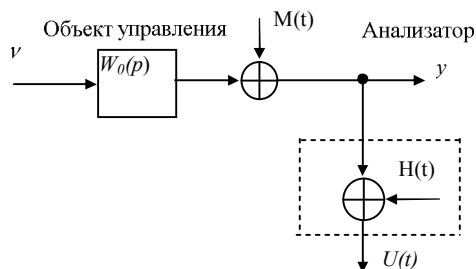 Объект управления
M(t)
Анализатор
ν
W₀(p)
y
H(t)
U(t)